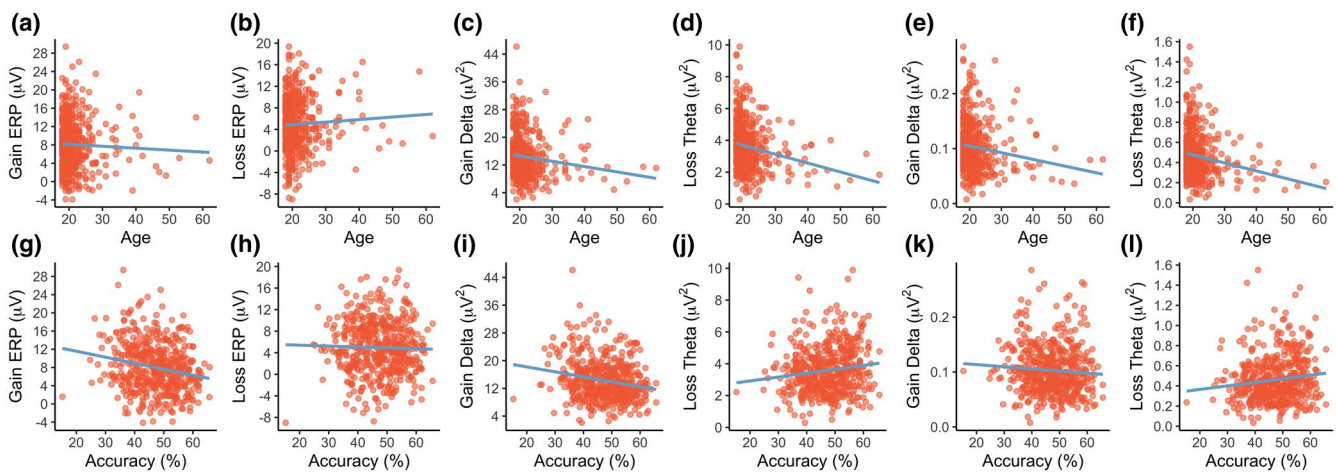 (a) (b) (c) (d) (e) (f)
Gain ERP (μV)
28
24
20
16
12
8
4
0
-4
20 30 40 50 60
Age
Loss ERP (μV)
20
16
12
8
4
0
-4
-8
20 30 40 50 60
Age
Gain Delta (μV²)
44
36
28
20
12
4
20 30 40 50 60
Age
Loss Theta (μV²)
10
8
6
4
2
0
20 30 40 50 60
Age
Gain Delta (μV²)
0.2
0.1
0.0
20 30 40 50 60
Age
Loss Theta (μV²)
1.6
1.4
1.2
1.0
0.8
0.6
0.4
0.2
0.0
20 30 40 50 60
Age
(g) (h) (i) (j) (k) (l)
Gain ERP (μV)
28
24
20
16
12
8
4
0
-4
20 30 40 50 60
Accuracy (%)
Loss ERP (μV)
20
16
12
8
4
0
-4
-8
20 30 40 50 60
Accuracy (%)
Gain Delta (μV²)
44
36
28
20
12
4
20 30 40 50 60
Accuracy (%)
Loss Theta (μV²)
10
8
6
4
2
0
20 30 40 50 60
Accuracy (%)
Gain Delta (μV²)
0.2
0.1
0.0
20 30 40 50 60
Accuracy (%)
Loss Theta (μV²)
1.6
1.4
1.2
1.0
0.8
0.6
0.4
0.2
0.0
20 30 40 50 60
Accuracy (%)